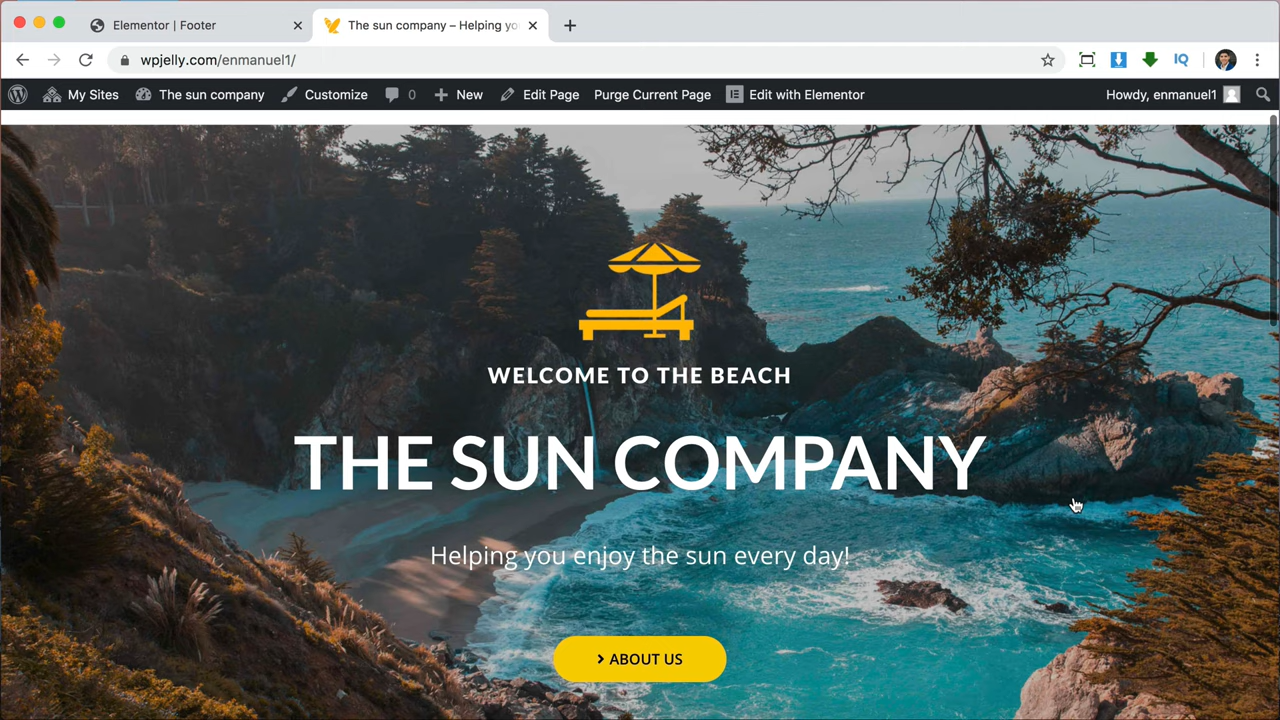 Elementor | Footer
The sun company – Helping yo
wpjelly.com/enmanuel1/
IQ
My Sites The sun company Customize 0 New Edit Page Purge Current Page Edit with Elementor Howdy, enmanuel1
WELCOME TO THE BEACH
THE SUN COMPANY
Helping you enjoy the sun every day!
ABOUT US